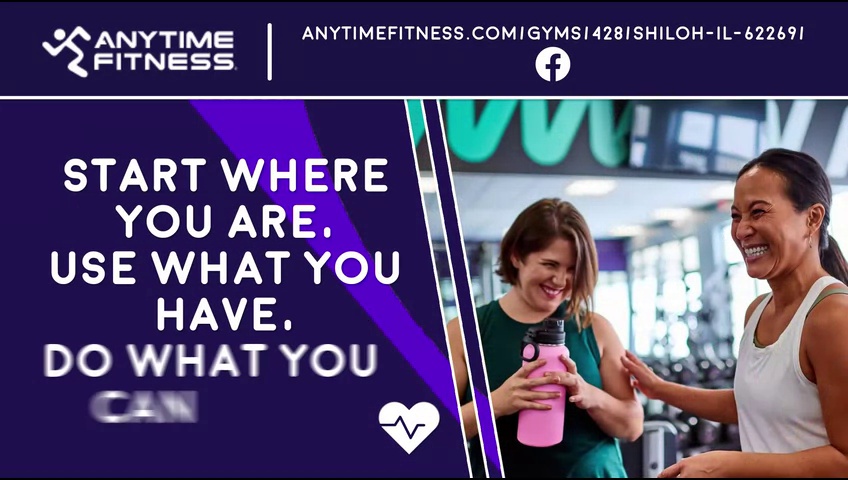 ANYTIME
FITNESS
ANYTIMEFITNESS.COM/GYMS/428/SHILOH-IL-62269/
START WHERE
YOU ARE.
USE WHAT YOU
HAVE.
DO WHAT YOU
CAN